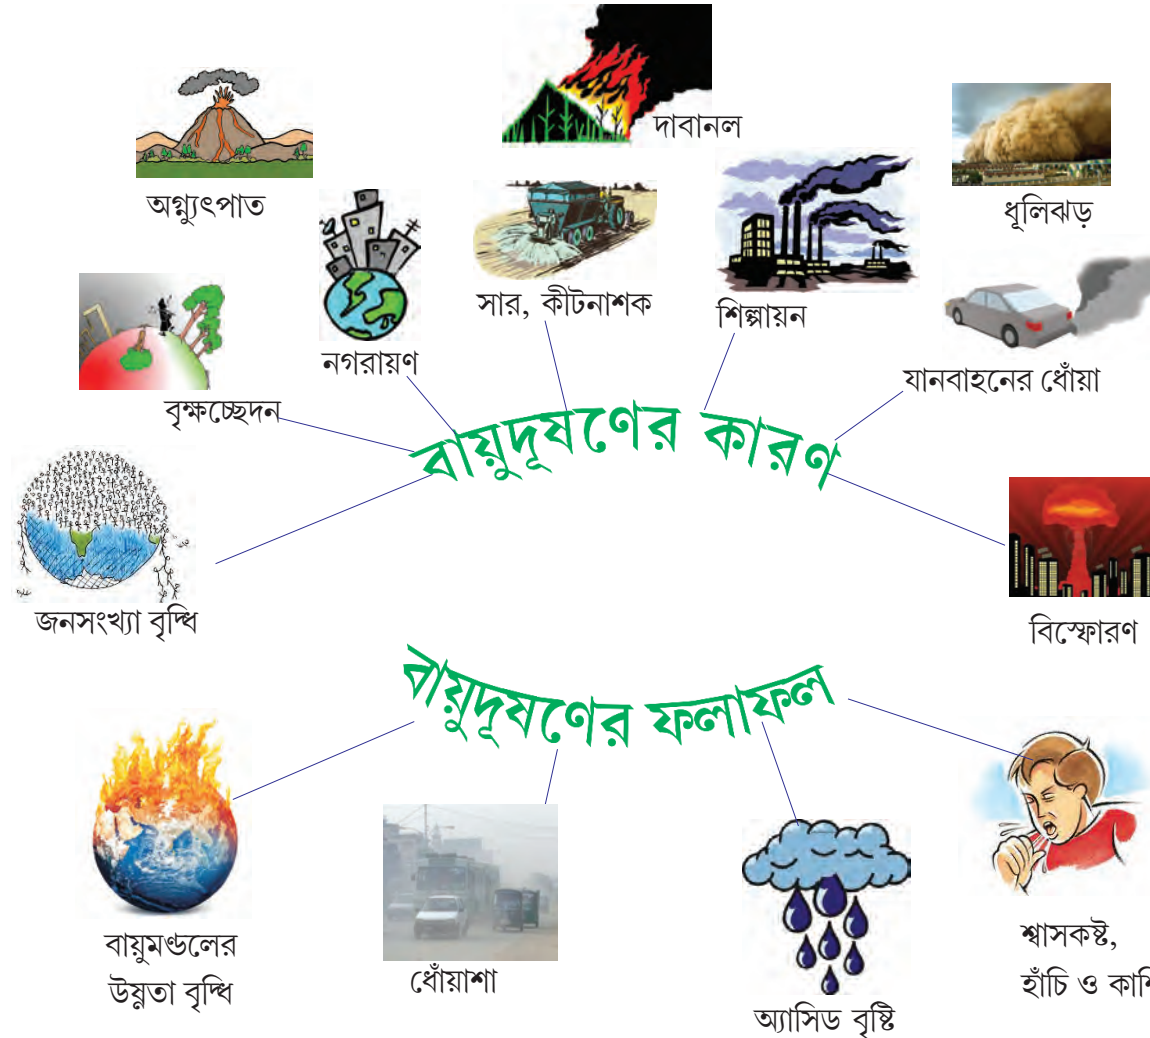 দাবানল
অগ্ন্যুৎপাত
ধূলিঝড়
সার, কীটনাশক
শিল্পায়ন
নগরায়ণ
যানবাহনের ধোঁয়া
বৃক্ষচ্ছেদন
বায়ুদূষণের কারণ
জনসংখ্যা বৃদ্ধি
বিস্ফোরণ
বায়ুদূষণের ফলাফল
বায়ুমণ্ডলের
উষ্ণতা বৃদ্ধি
ধোঁয়াশা
অ্যাসিড বৃষ্টি
শ্বাসকষ্ট,
হাঁচি ও